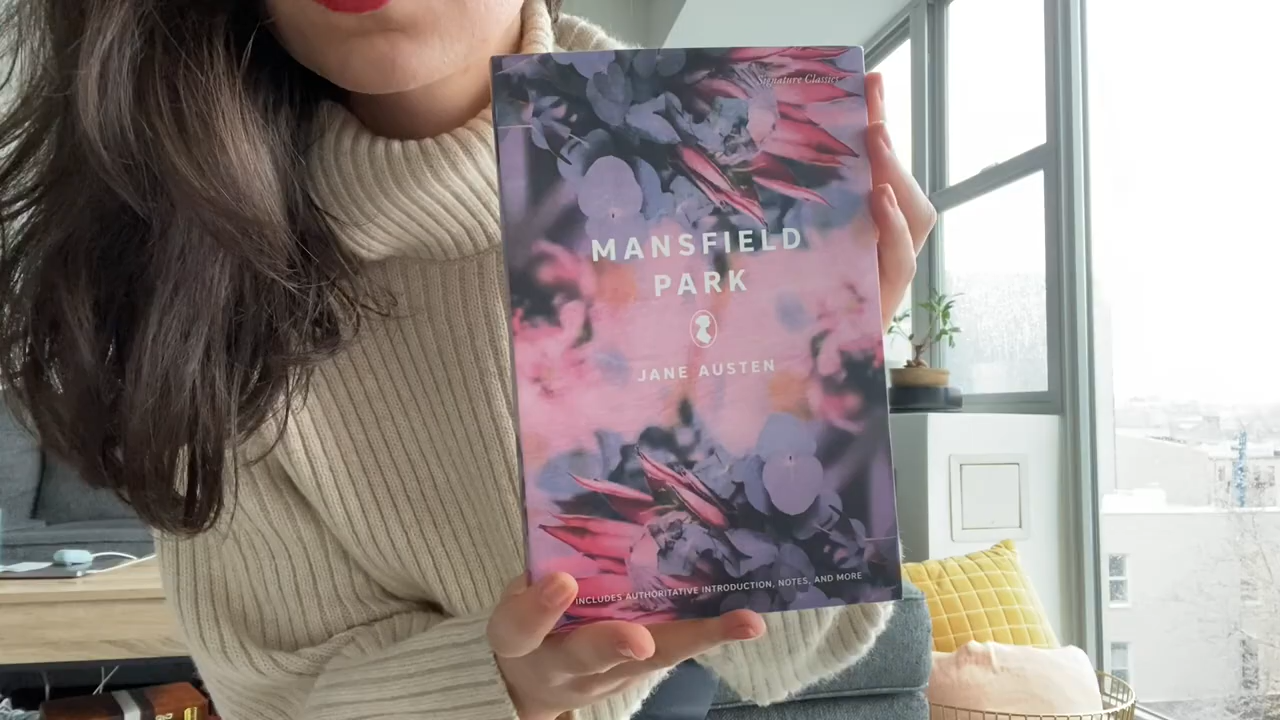 Signature Classics
MANSFIELD
PARK
JANE AUSTEN
INCLUDES AUTHORITATIVE INTRODUCTION, NOTES, AND MORE